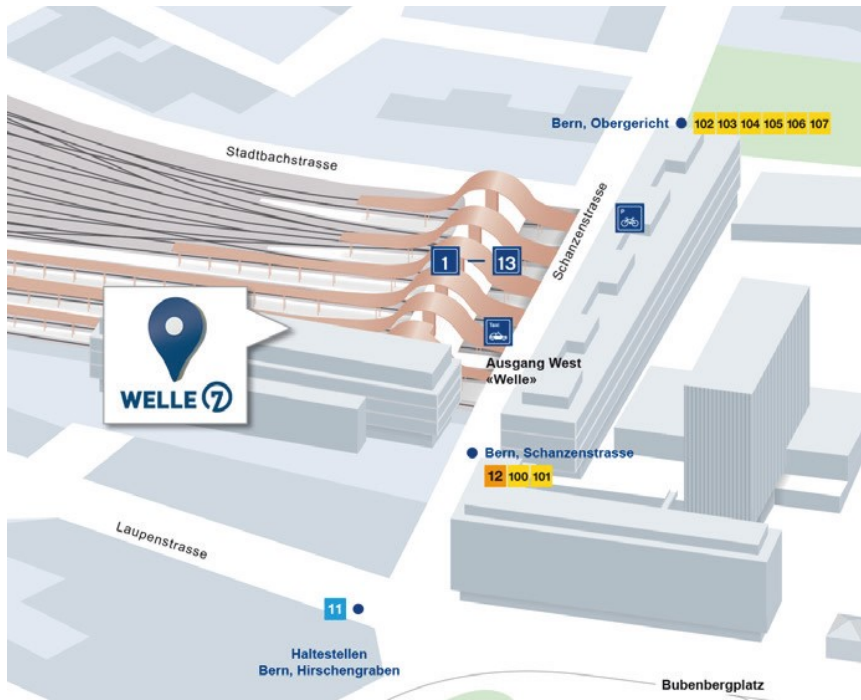 Bern, Obergericht
102 103 104 105 106 107
Stadtbachstrasse
P
Schanzenstrasse
1 – 13
Taxi
Ausgang West
«Welle»
WELLE 7
Bern, Schanzenstrasse
12 100 101
Laupenstrasse
11
Haltestellen
Bern, Hirschengraben
Bubenbergplatz